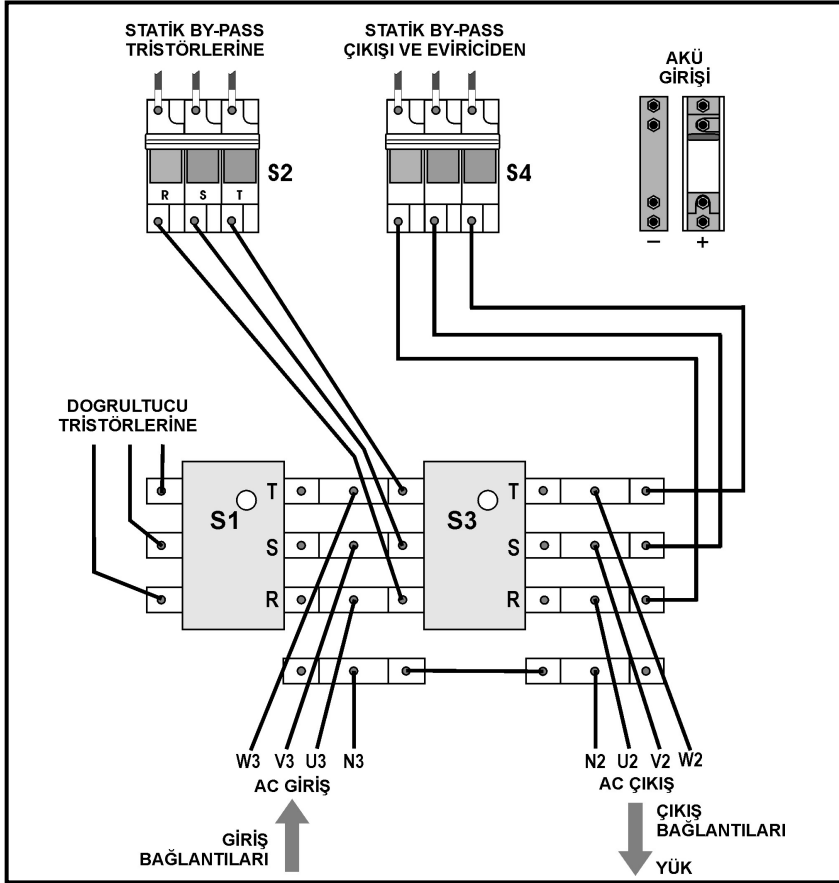 STATİK BY-PASS
TRİSTÖRLERİNE
STATİK BY-PASS
ÇIKIŞI VE EVİRİCİDEN
AKÜ
GİRİŞİ
S2
R S T
S4
− +
DOGRULTUCU
TRİSTÖRLERİNE
S1
T
S
R
S3
T
S
R
W3 V3 U3 N3
AC GİRİŞ
N2 U2 V2 W2
AC ÇIKIŞ
GİRİŞ
BAĞLANTILARI
ÇIKIŞ
BAĞLANTILARI
YÜK